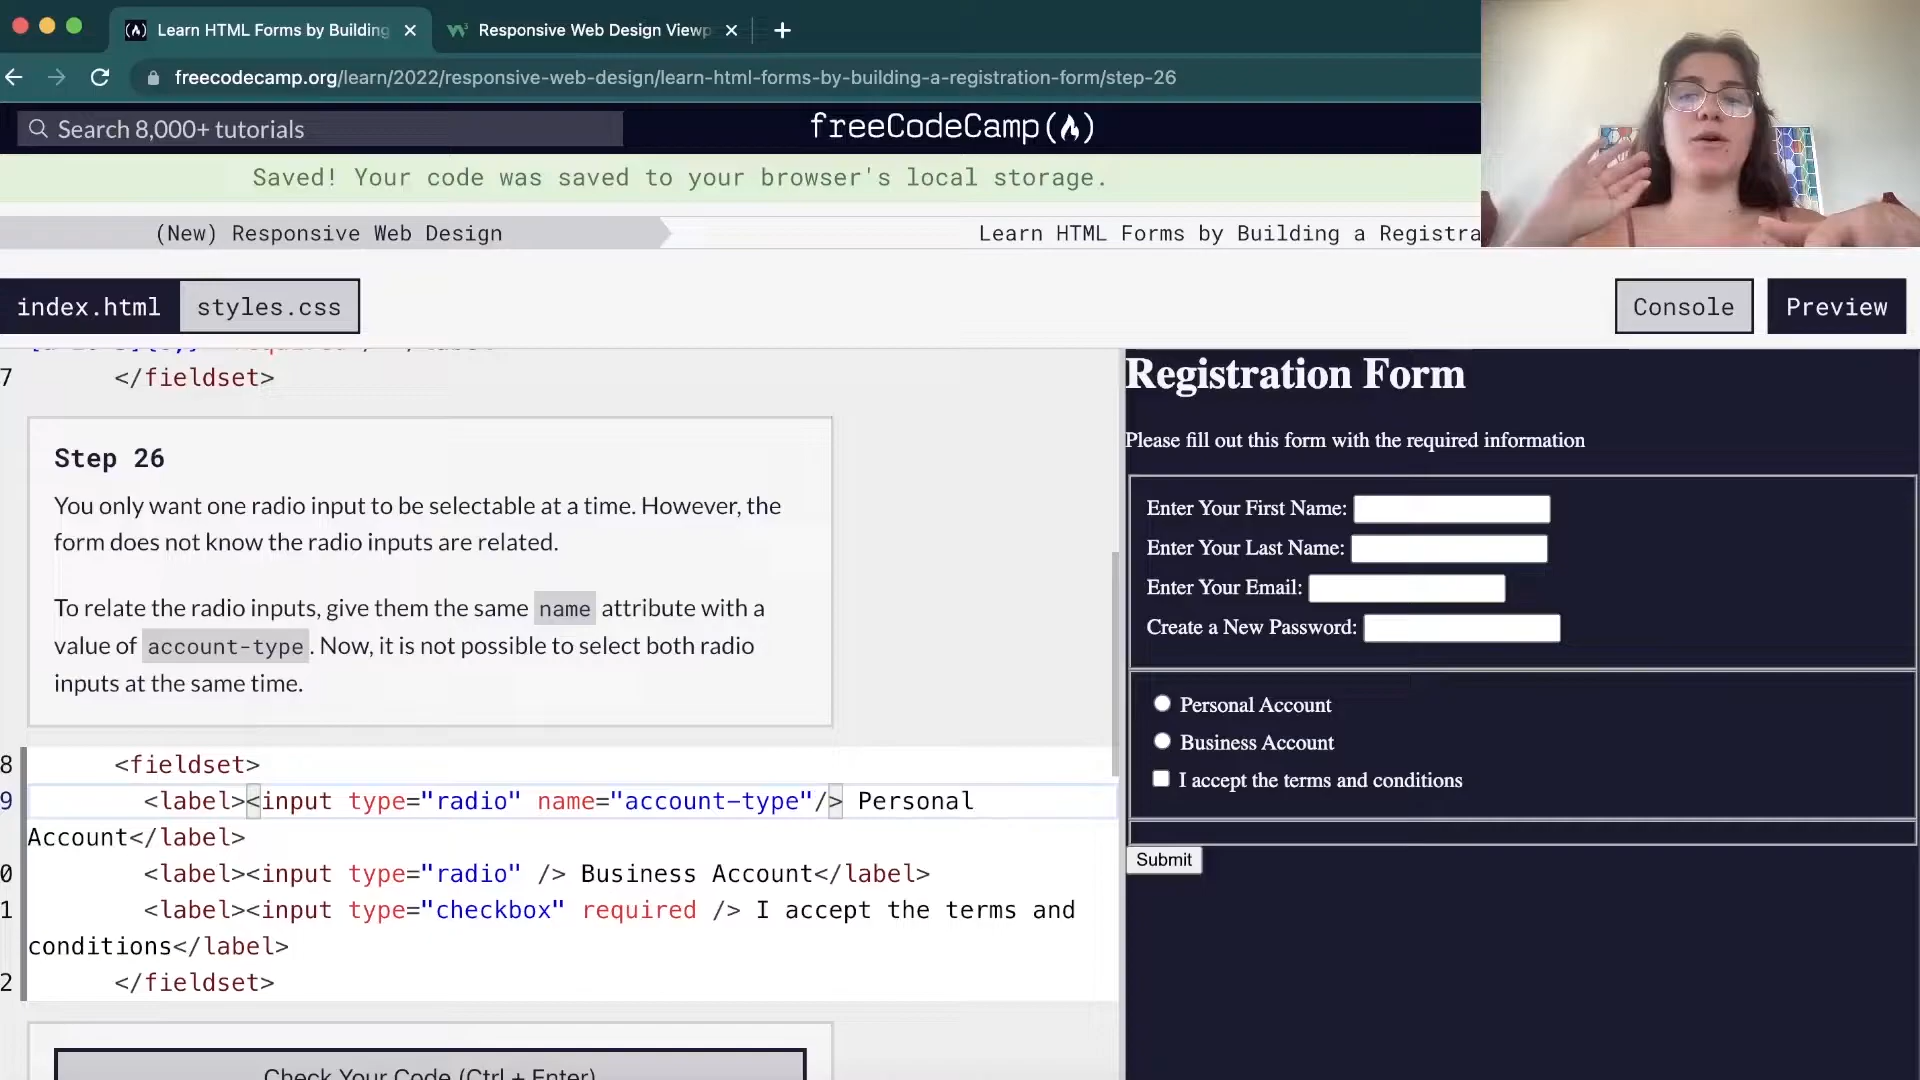 Learn HTML Forms by Building
Responsive Web Design Viewp
freecodecamp.org/learn/2022/responsive-web-design/learn-html-forms-by-building-a-registration-form/step-26
Search 8,000+ tutorials
freeCodeCamp
Saved! Your code was saved to your browser's local storage.
(New) Responsive Web Design
Learn HTML Forms by Building a Registra
index.html
styles.css
Console
Preview
7 </fieldset>
Step 26
You only want one radio input to be selectable at a time. However, the
form does not know the radio inputs are related.
To relate the radio inputs, give them the same name attribute with a
value of account-type. Now, it is not possible to select both radio
inputs at the same time.
8 <fieldset>
9 <label><input type="radio" name="account-type"/> Personal
Account</label>
0 <label><input type="radio" /> Business Account</label>
1 <label><input type="checkbox" required /> I accept the terms and
conditions</label>
2 </fieldset>
Check Your Code (Ctrl + Enter)
Registration Form
Please fill out this form with the required information
Enter Your First Name:
Enter Your Last Name:
Enter Your Email:
Create a New Password:
Personal Account
Business Account
I accept the terms and conditions
Submit